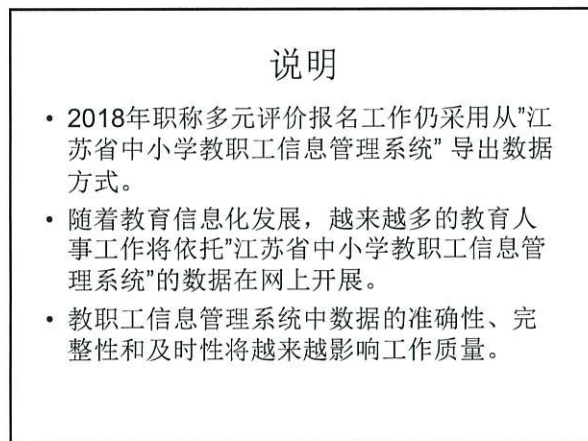 说明
• 2018年职称多元评价报名工作仍采用从”江
苏省中小学教职工信息管理系统” 导出数据
方式。
• 随着教育信息化发展，越来越多的教育人
事工作将依托”江苏省中小学教职工信息管
理系统”的数据在网上开展。
• 教职工信息管理系统中数据的准确性、完
整性和及时性将越来越影响工作质量。